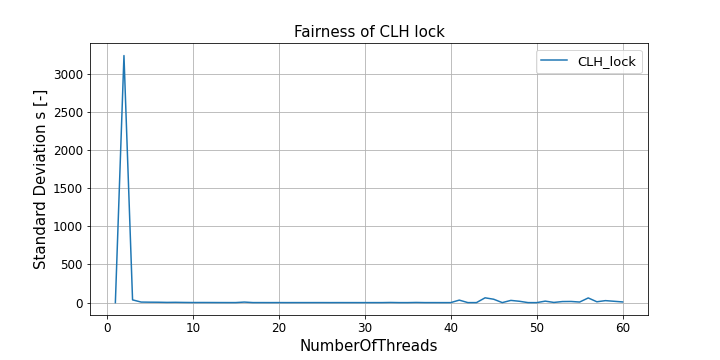 Fairness of CLH lock
CLH_lock
Standard Deviation s [-]
3000
2500
2000
1500
1000
500
0
0 10 20 30 40 50 60
NumberOfThreads